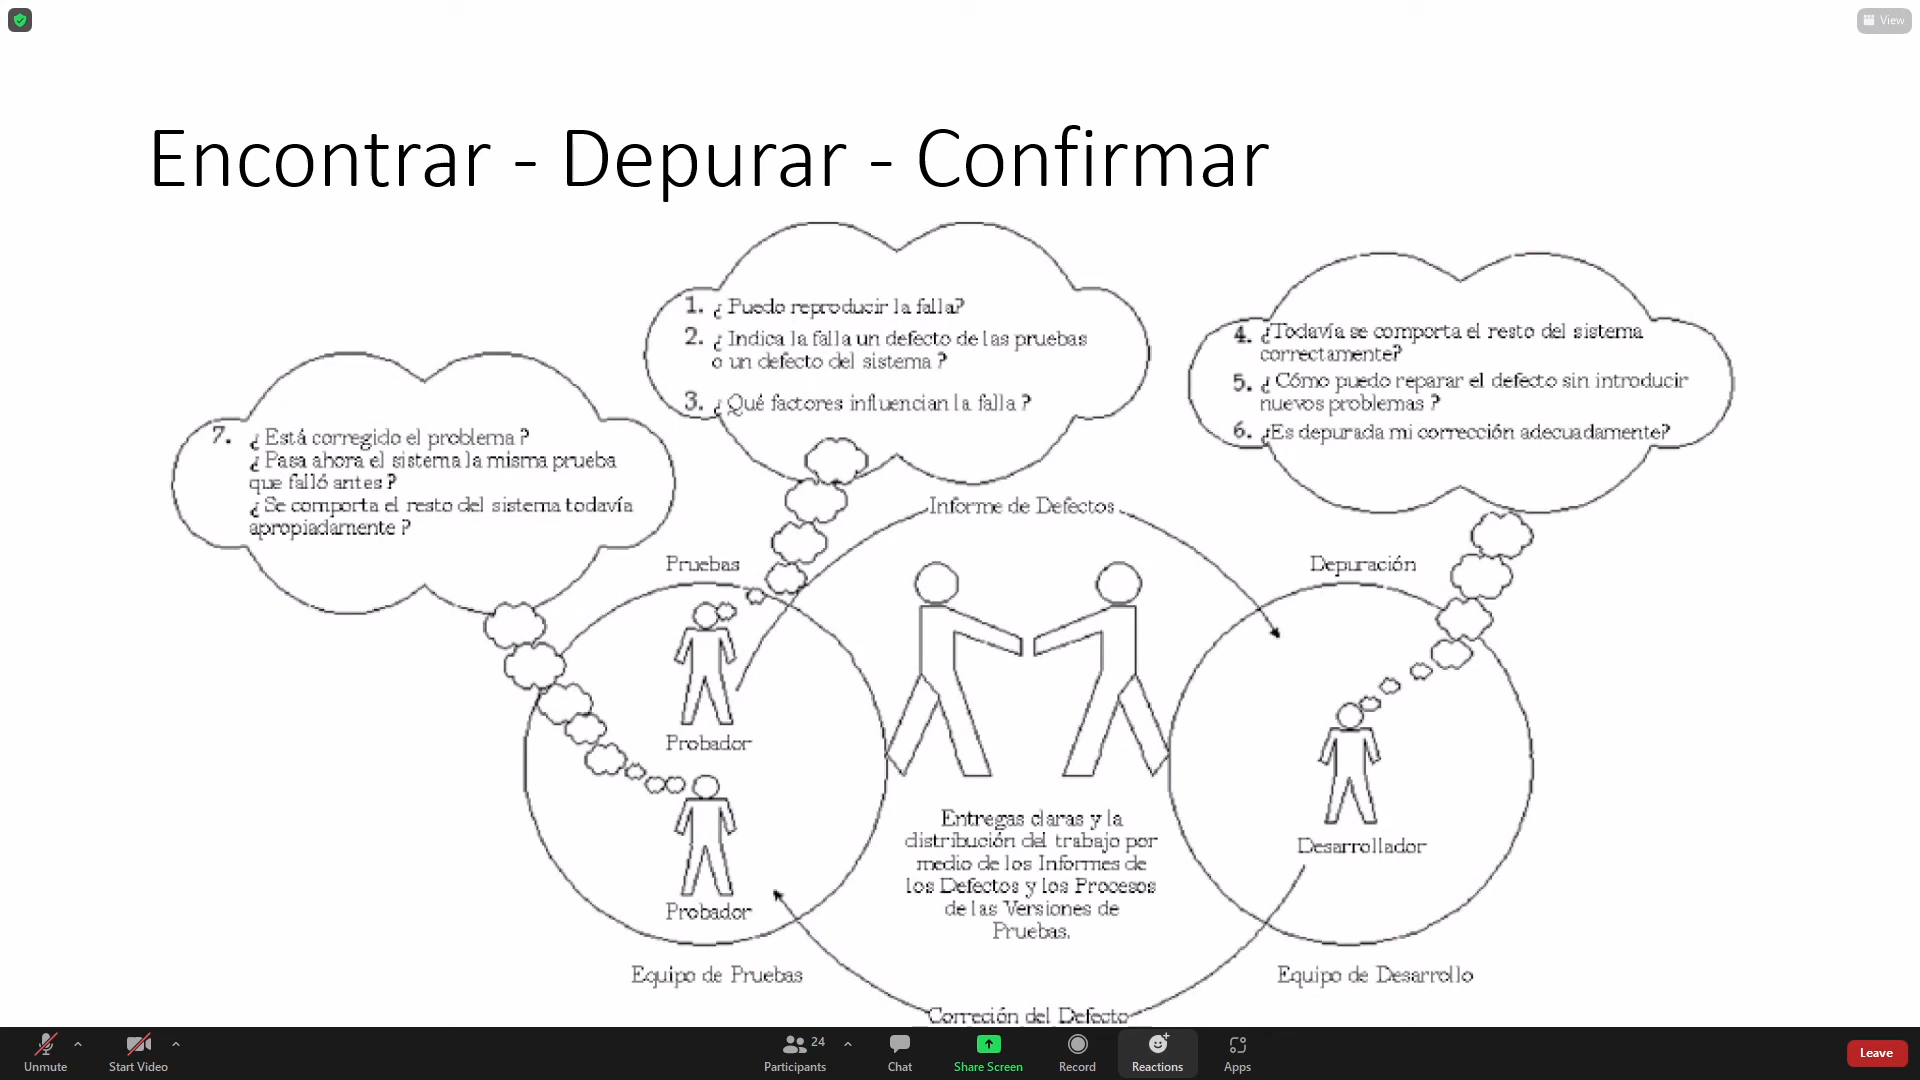 View
Encontrar - Depurar - Confirmar
1. ¿ Puedo reproducir la falla?
2. ¿ Indica la falla un defecto de las pruebas
o un defecto del sistema ?
3. ¿ Qué factores influencian la falla ?
4. ¿Todavía se comporta el resto del sistema
correctamente?
5. ¿ Cómo puedo reparar el defecto sin introducir
nuevos problemas ?
6. ¿Es depurada mi corrección adecuadamente?
7. ¿ Está corregido el problema ?
¿ Pasa ahora el sistema la misma prueba
que falló antes ?
¿ Se comporta el resto del sistema todavía
apropiadamente ?
Informe de Defectos
Pruebas
Depuración
Probador
Probador
Desarrollador
Entregas claras y la
distribución del trabajo por
medio de los Informes de
los Defectos y los Procesos
de las Versiones de
Pruebas.
Equipo de Pruebas
Equipo de Desarrollo
Correción del Defecto
Unmute
Start Video
24
Participants
Chat
Share Screen
Record
Reactions
Apps
Leave